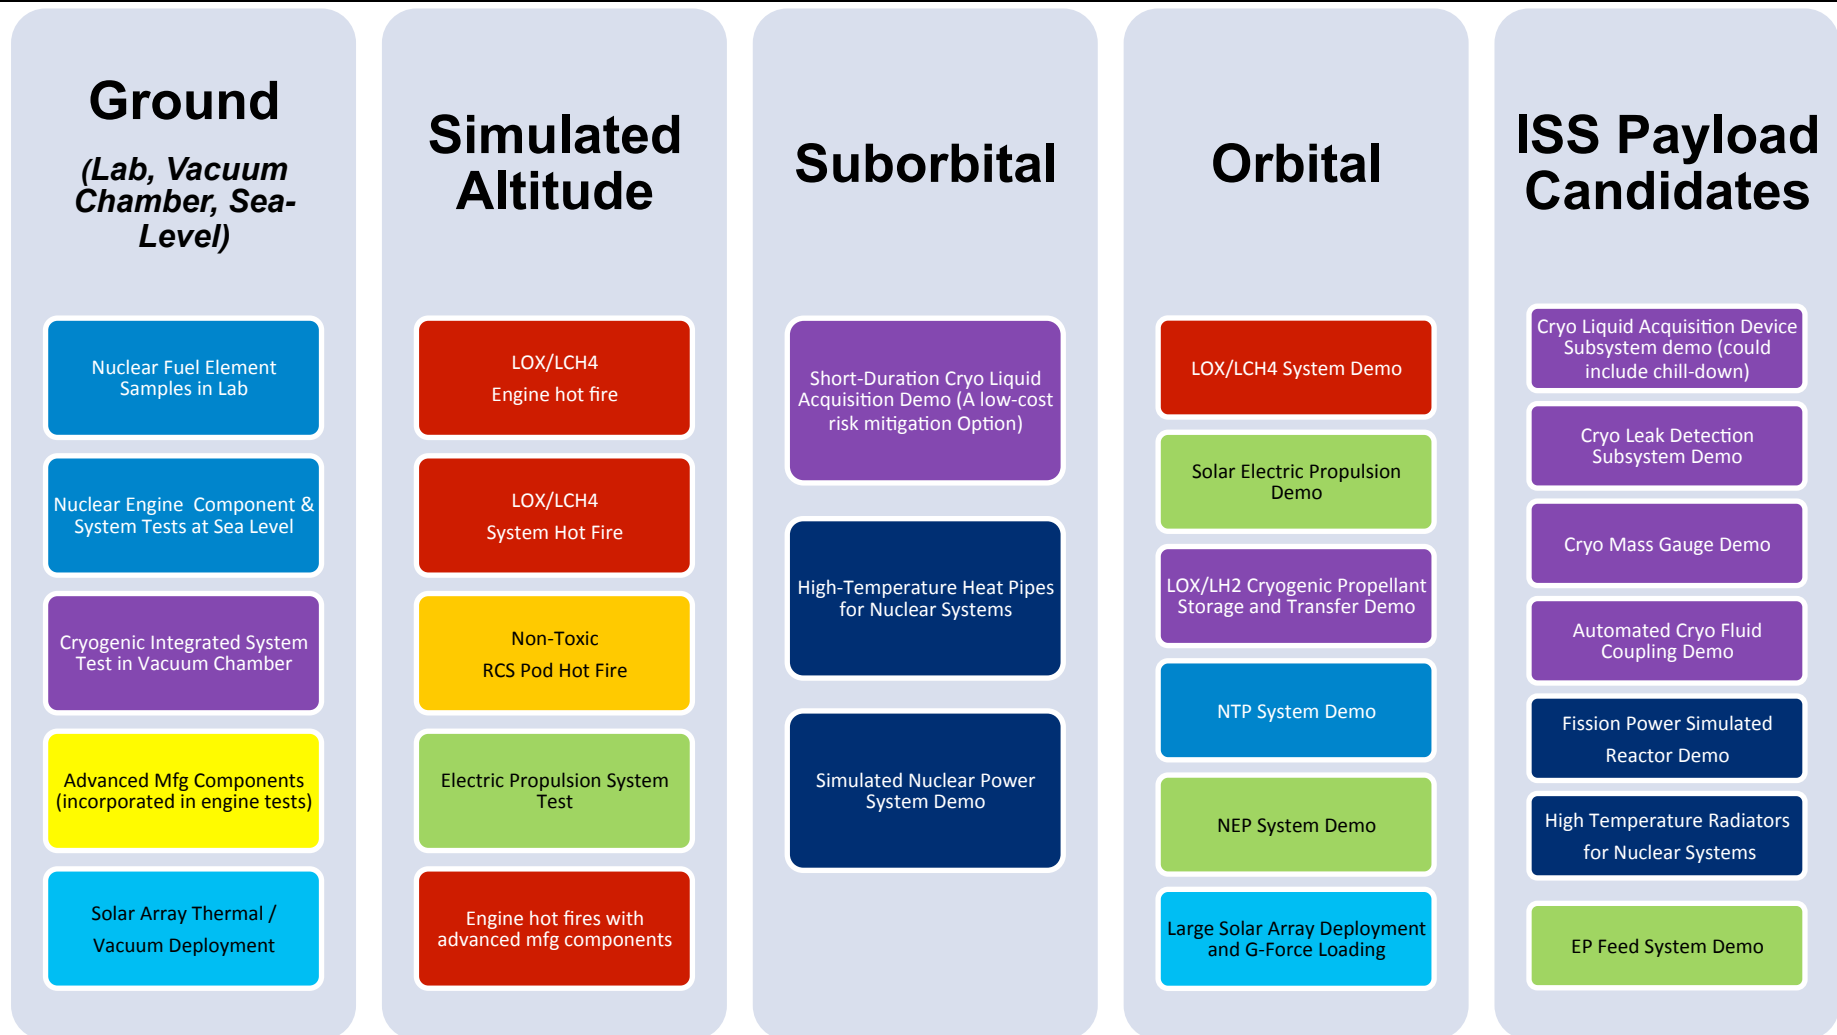 Ground
(Lab, Vacuum
Chamber, Sea-
Level)
Nuclear Fuel Element
Samples in Lab
Nuclear Engine  Component &
System Tests at Sea Level
Cryogenic Integrated System
Test in Vacuum Chamber
Advanced Mfg Components
(incorporated in engine tests)
Solar Array Thermal /
Vacuum Deployment
Simulated
Altitude
LOX/LCH4
Engine hot fire
LOX/LCH4
System Hot Fire
Non-Toxic
RCS Pod Hot Fire
Electric Propulsion System
Test
Engine hot fires with
advanced mfg components
Suborbital
Short-Duration Cryo Liquid
Acquisition Demo (A low-cost
risk mitigation Option)
High-Temperature Heat Pipes
for Nuclear Systems
Simulated Nuclear Power
System Demo
Orbital
LOX/LCH4 System Demo
Solar Electric Propulsion
Demo
LOX/LH2 Cryogenic Propellant
Storage and Transfer Demo
NTP System Demo
NEP System Demo
Large Solar Array Deployment
and G-Force Loading
ISS Payload
Candidates
Cryo Liquid Acquisition Device
Subsystem demo (could
include chill-down)
Cryo Leak Detection
Subsystem Demo
Cryo Mass Gauge Demo
Automated Cryo Fluid
Coupling Demo
Fission Power Simulated
Reactor Demo
High Temperature Radiators
for Nuclear Systems
EP Feed System Demo